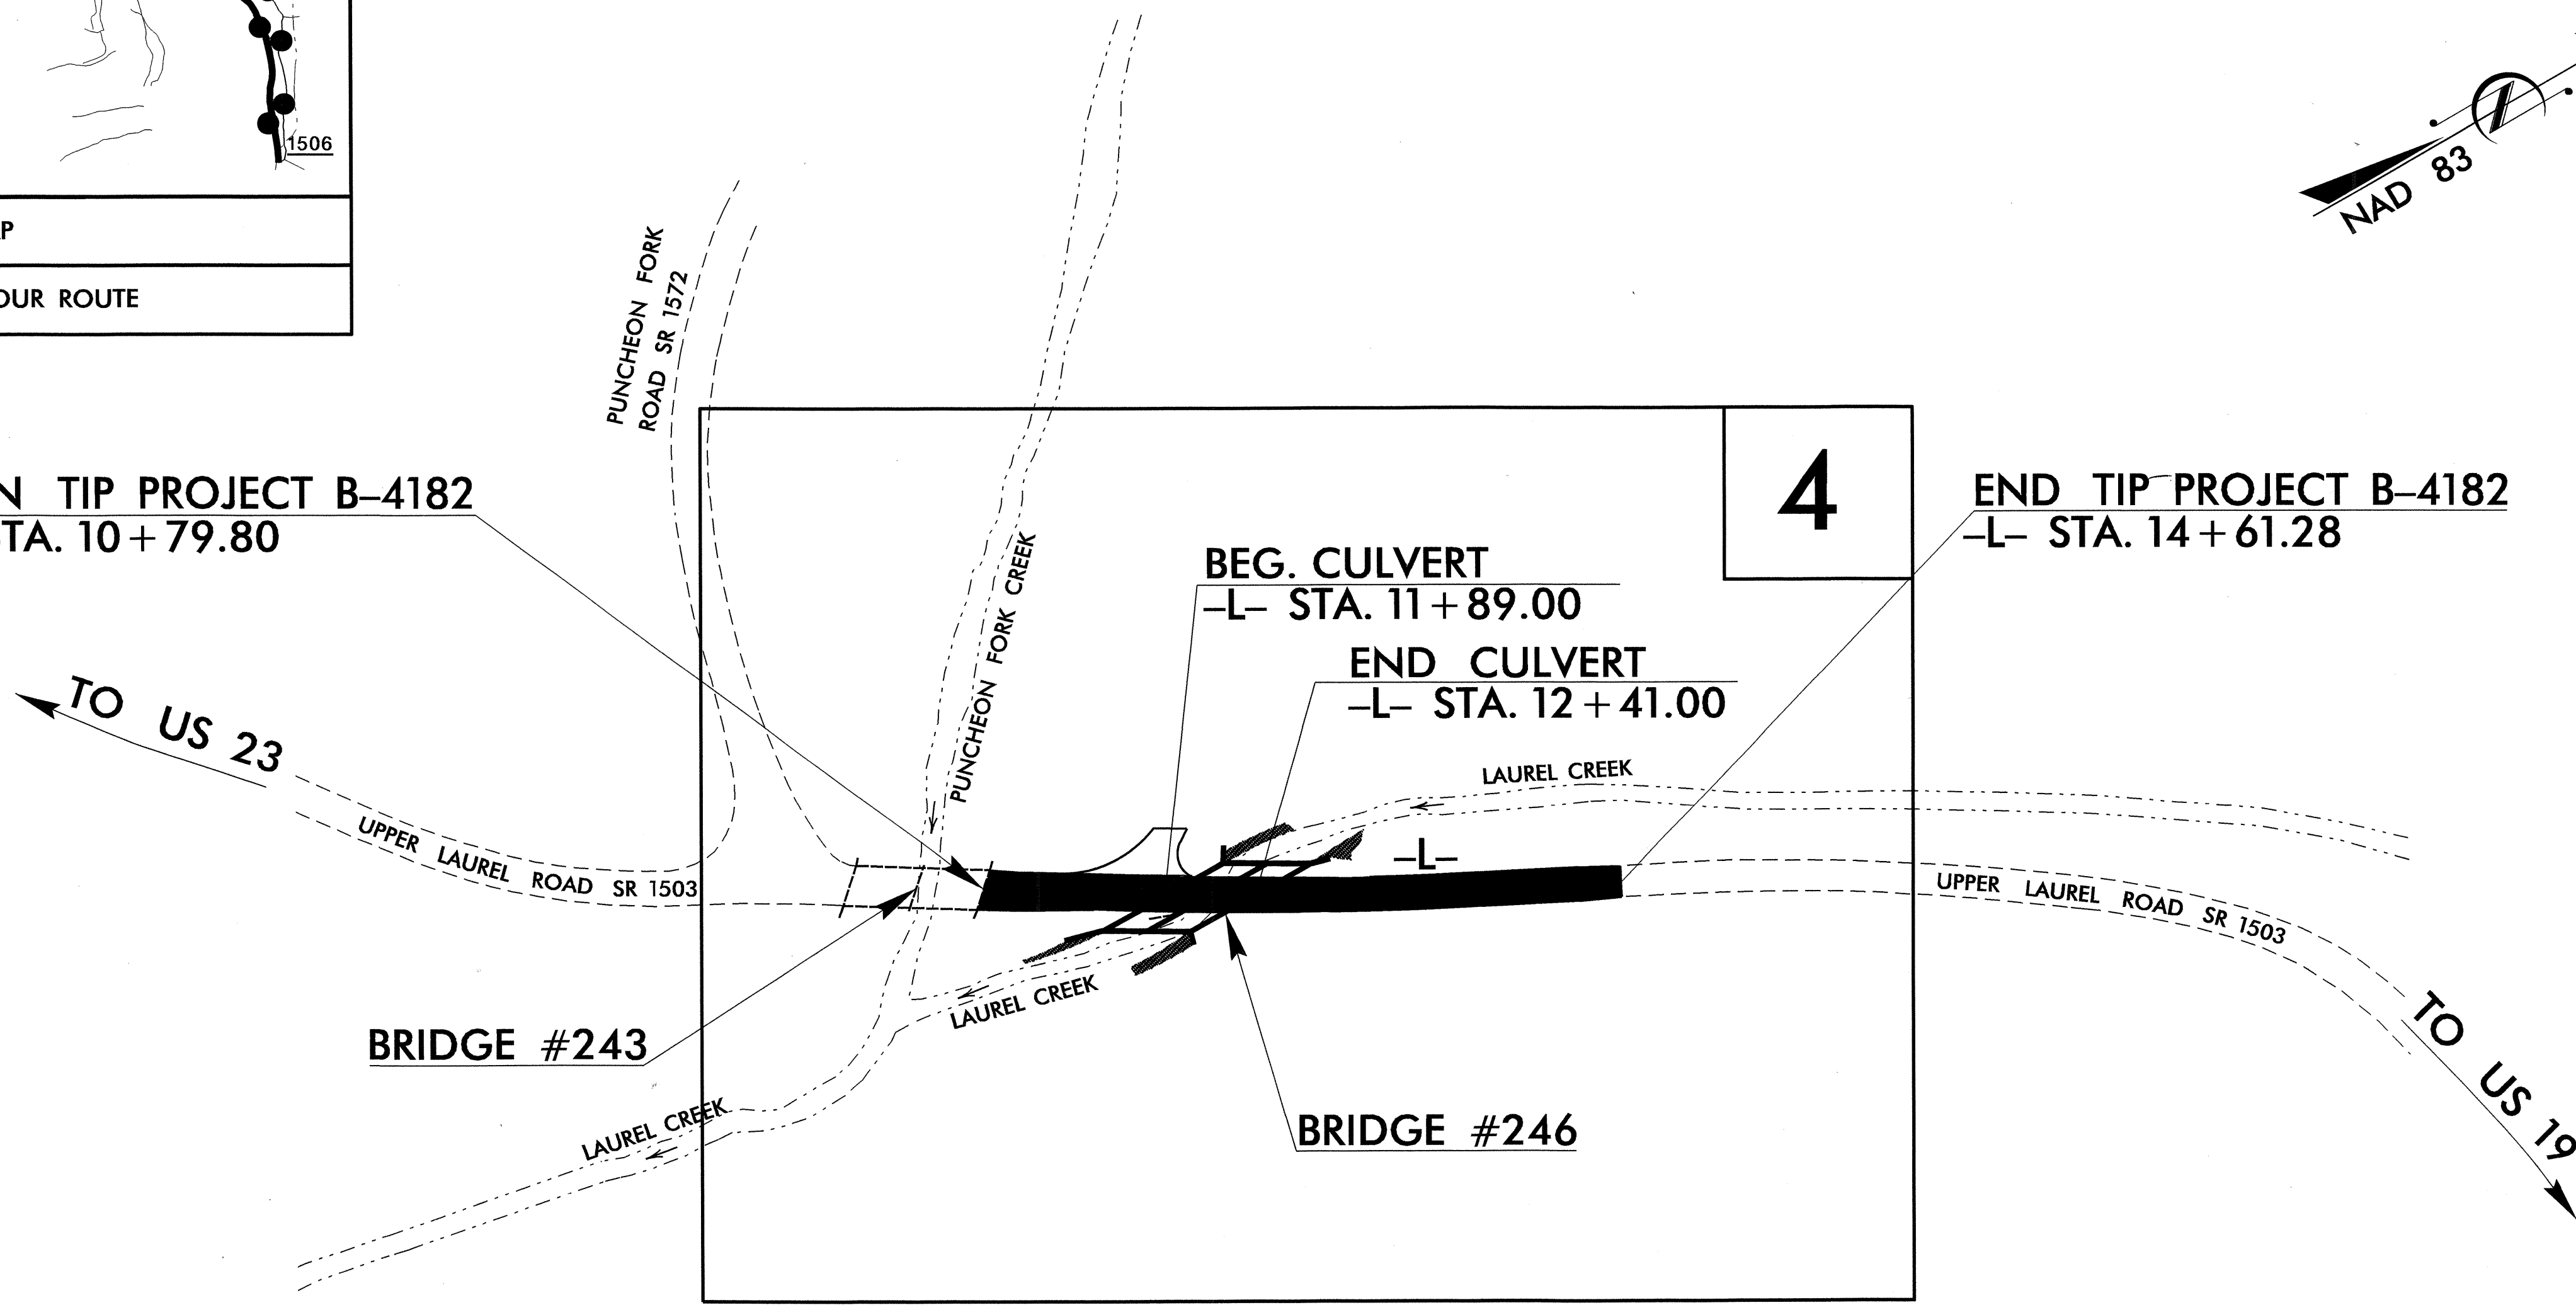 1506
NAD 83
OUR ROUTE
PUNCHEON FORK
ROAD SR 1572
4
TIP PROJECT B–4182
10+79.80
END TIP PROJECT B–4182
–L– STA. 14+61.28
BEG. CULVERT
–L– STA. 11+89.00
PUNCHEON FORK CREEK
END CULVERT
–L– STA. 12+41.00
TO US 23
LAUREL CREEK
UPPER LAUREL ROAD SR 1503
–L–
UPPER LAUREL ROAD SR 1503
LAUREL CREEK
BRIDGE #243
TO US 19
LAUREL CREEK
BRIDGE #246